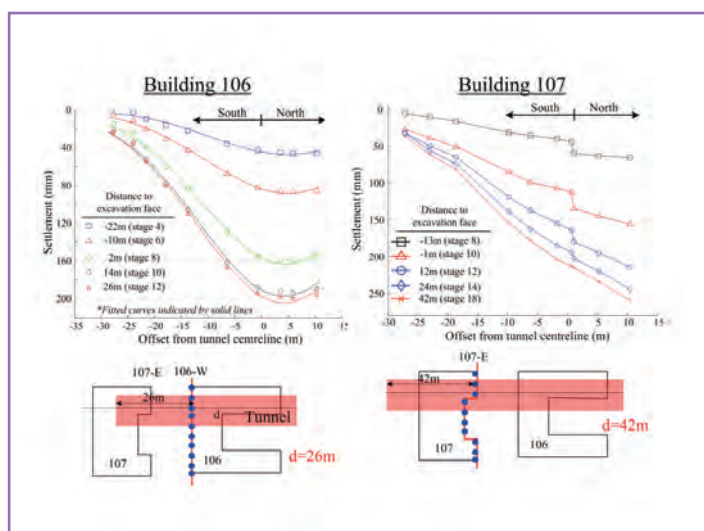 Building 106
South North
0
40
80
120
160
200
Settlement (mm)
Distance to
excavation face
-22m (stage 4)
-10m (stage 6)
2m (stage 8)
14m (stage 10)
26m (stage 12)
*Fitted curves indicated by solid lines
-35 -30 -25 -20 -15 -10 -5 0 5 10 15
Offset from tunnel centreline (m)
Building 107
South North
0
50
100
150
200
250
Settlement (mm)
Distance to
excavation face
-13m (stage 8)
-1m (stage 10)
12m (stage 12)
24m (stage 14)
42m (stage 18)
-30 -25 -20 -15 -10 -5 0 5 10 15
Offset from tunnel centreline (m)
107-E 106-W
26m
d
Tunnel
107
106
d=26m
107-E
42m
107
106
d=42m